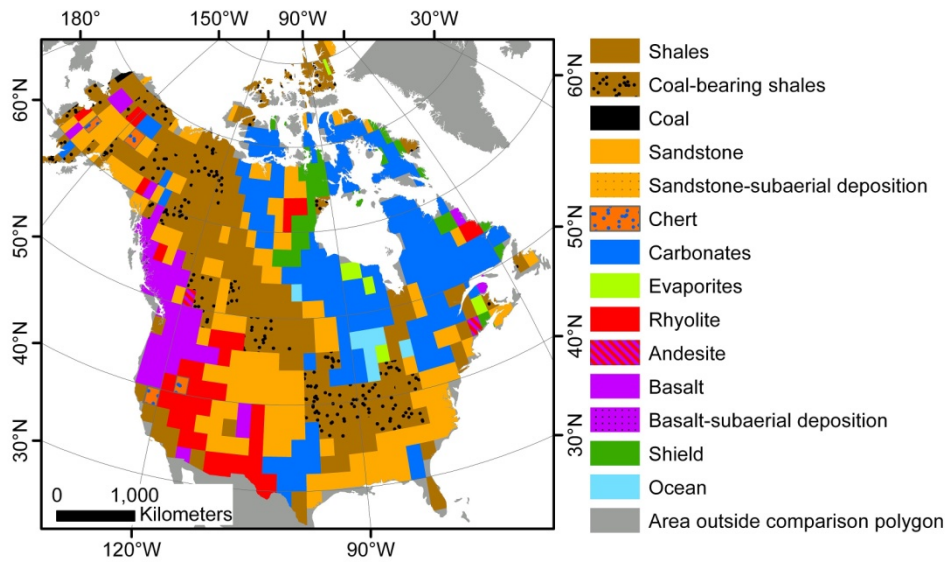 180° 150°W 90°W 30°W
60°N
50°N
40°N
30°N
60°N
50°N
40°N
30°N
0 1,000
Kilometers
120°W 90°W
Shales
Coal-bearing shales
Coal
Sandstone
Sandstone-subaerial deposition
Chert
Carbonates
Evaporites
Rhyolite
Andesite
Basalt
Basalt-subaerial deposition
Shield
Ocean
Area outside comparison polygon